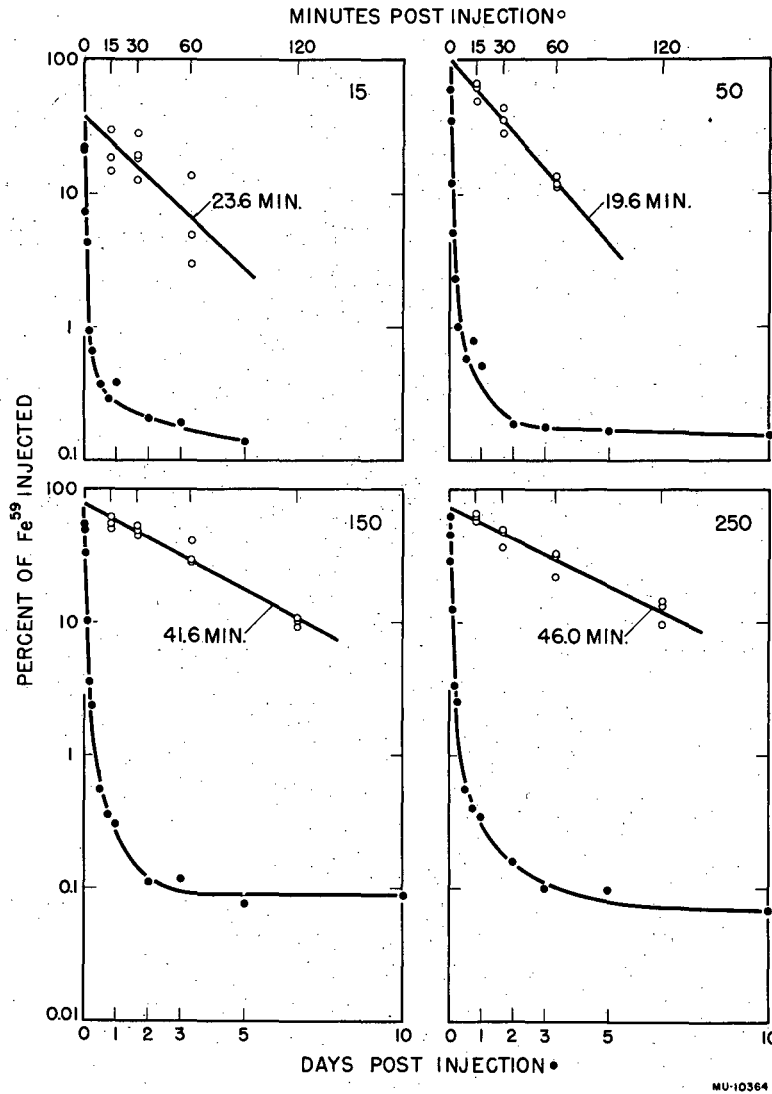 MINUTES POST INJECTION○
0 15 30 60 120
0 15 30 60 120
100
10
1
0.1
15
23.6 MIN.
50
19.6 MIN.
PERCENT OF Fe⁵⁹ INJECTED
100
10
1
0.1
0.01
150
41.6 MIN.
250
46.0 MIN.
0 1 2 3 5 10
0 1 2 3 5 10
DAYS POST INJECTION●
MU-10364